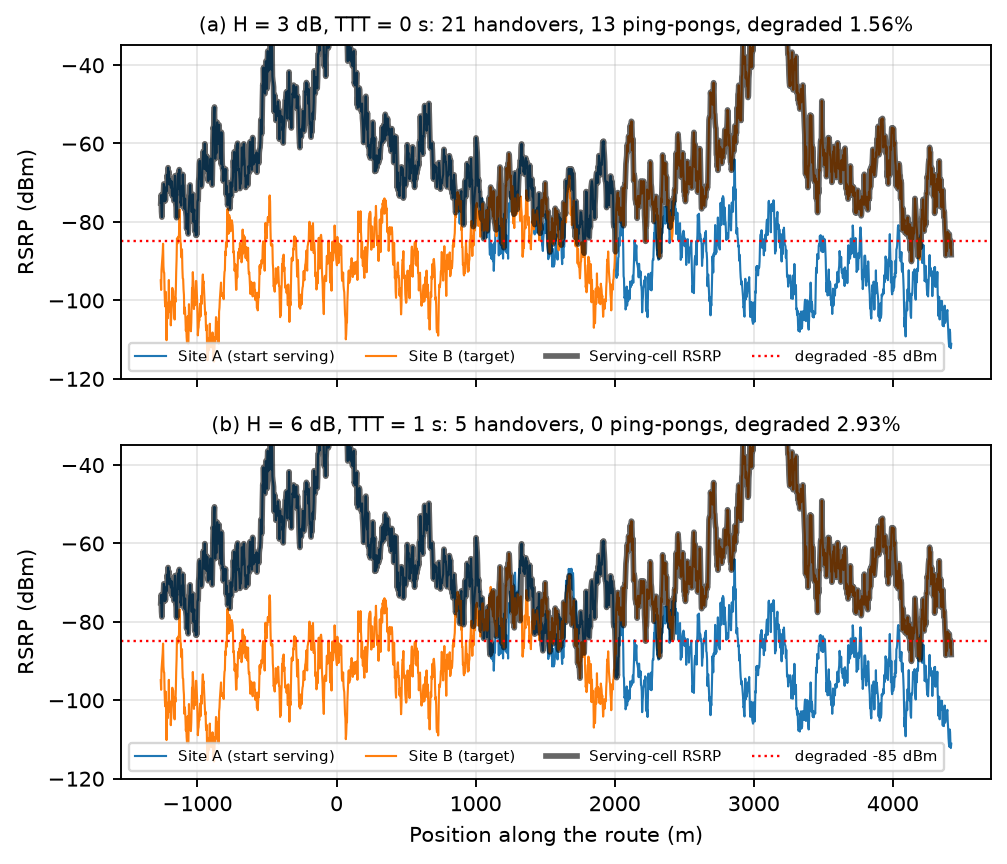 (a) H = 3 dB, TTT = 0 s: 21 handovers, 13 ping-pongs, degraded 1.56%
−40
−60
−80
−100
−120
RSRP (dBm)
Site A (start serving)
Site B (target)
Serving-cell RSRP
degraded -85 dBm
(b) H = 6 dB, TTT = 1 s: 5 handovers, 0 ping-pongs, degraded 2.93%
−40
−60
−80
−100
−120
RSRP (dBm)
Site A (start serving)
Site B (target)
Serving-cell RSRP
degraded -85 dBm
−1000
0
1000
2000
3000
4000
Position along the route (m)